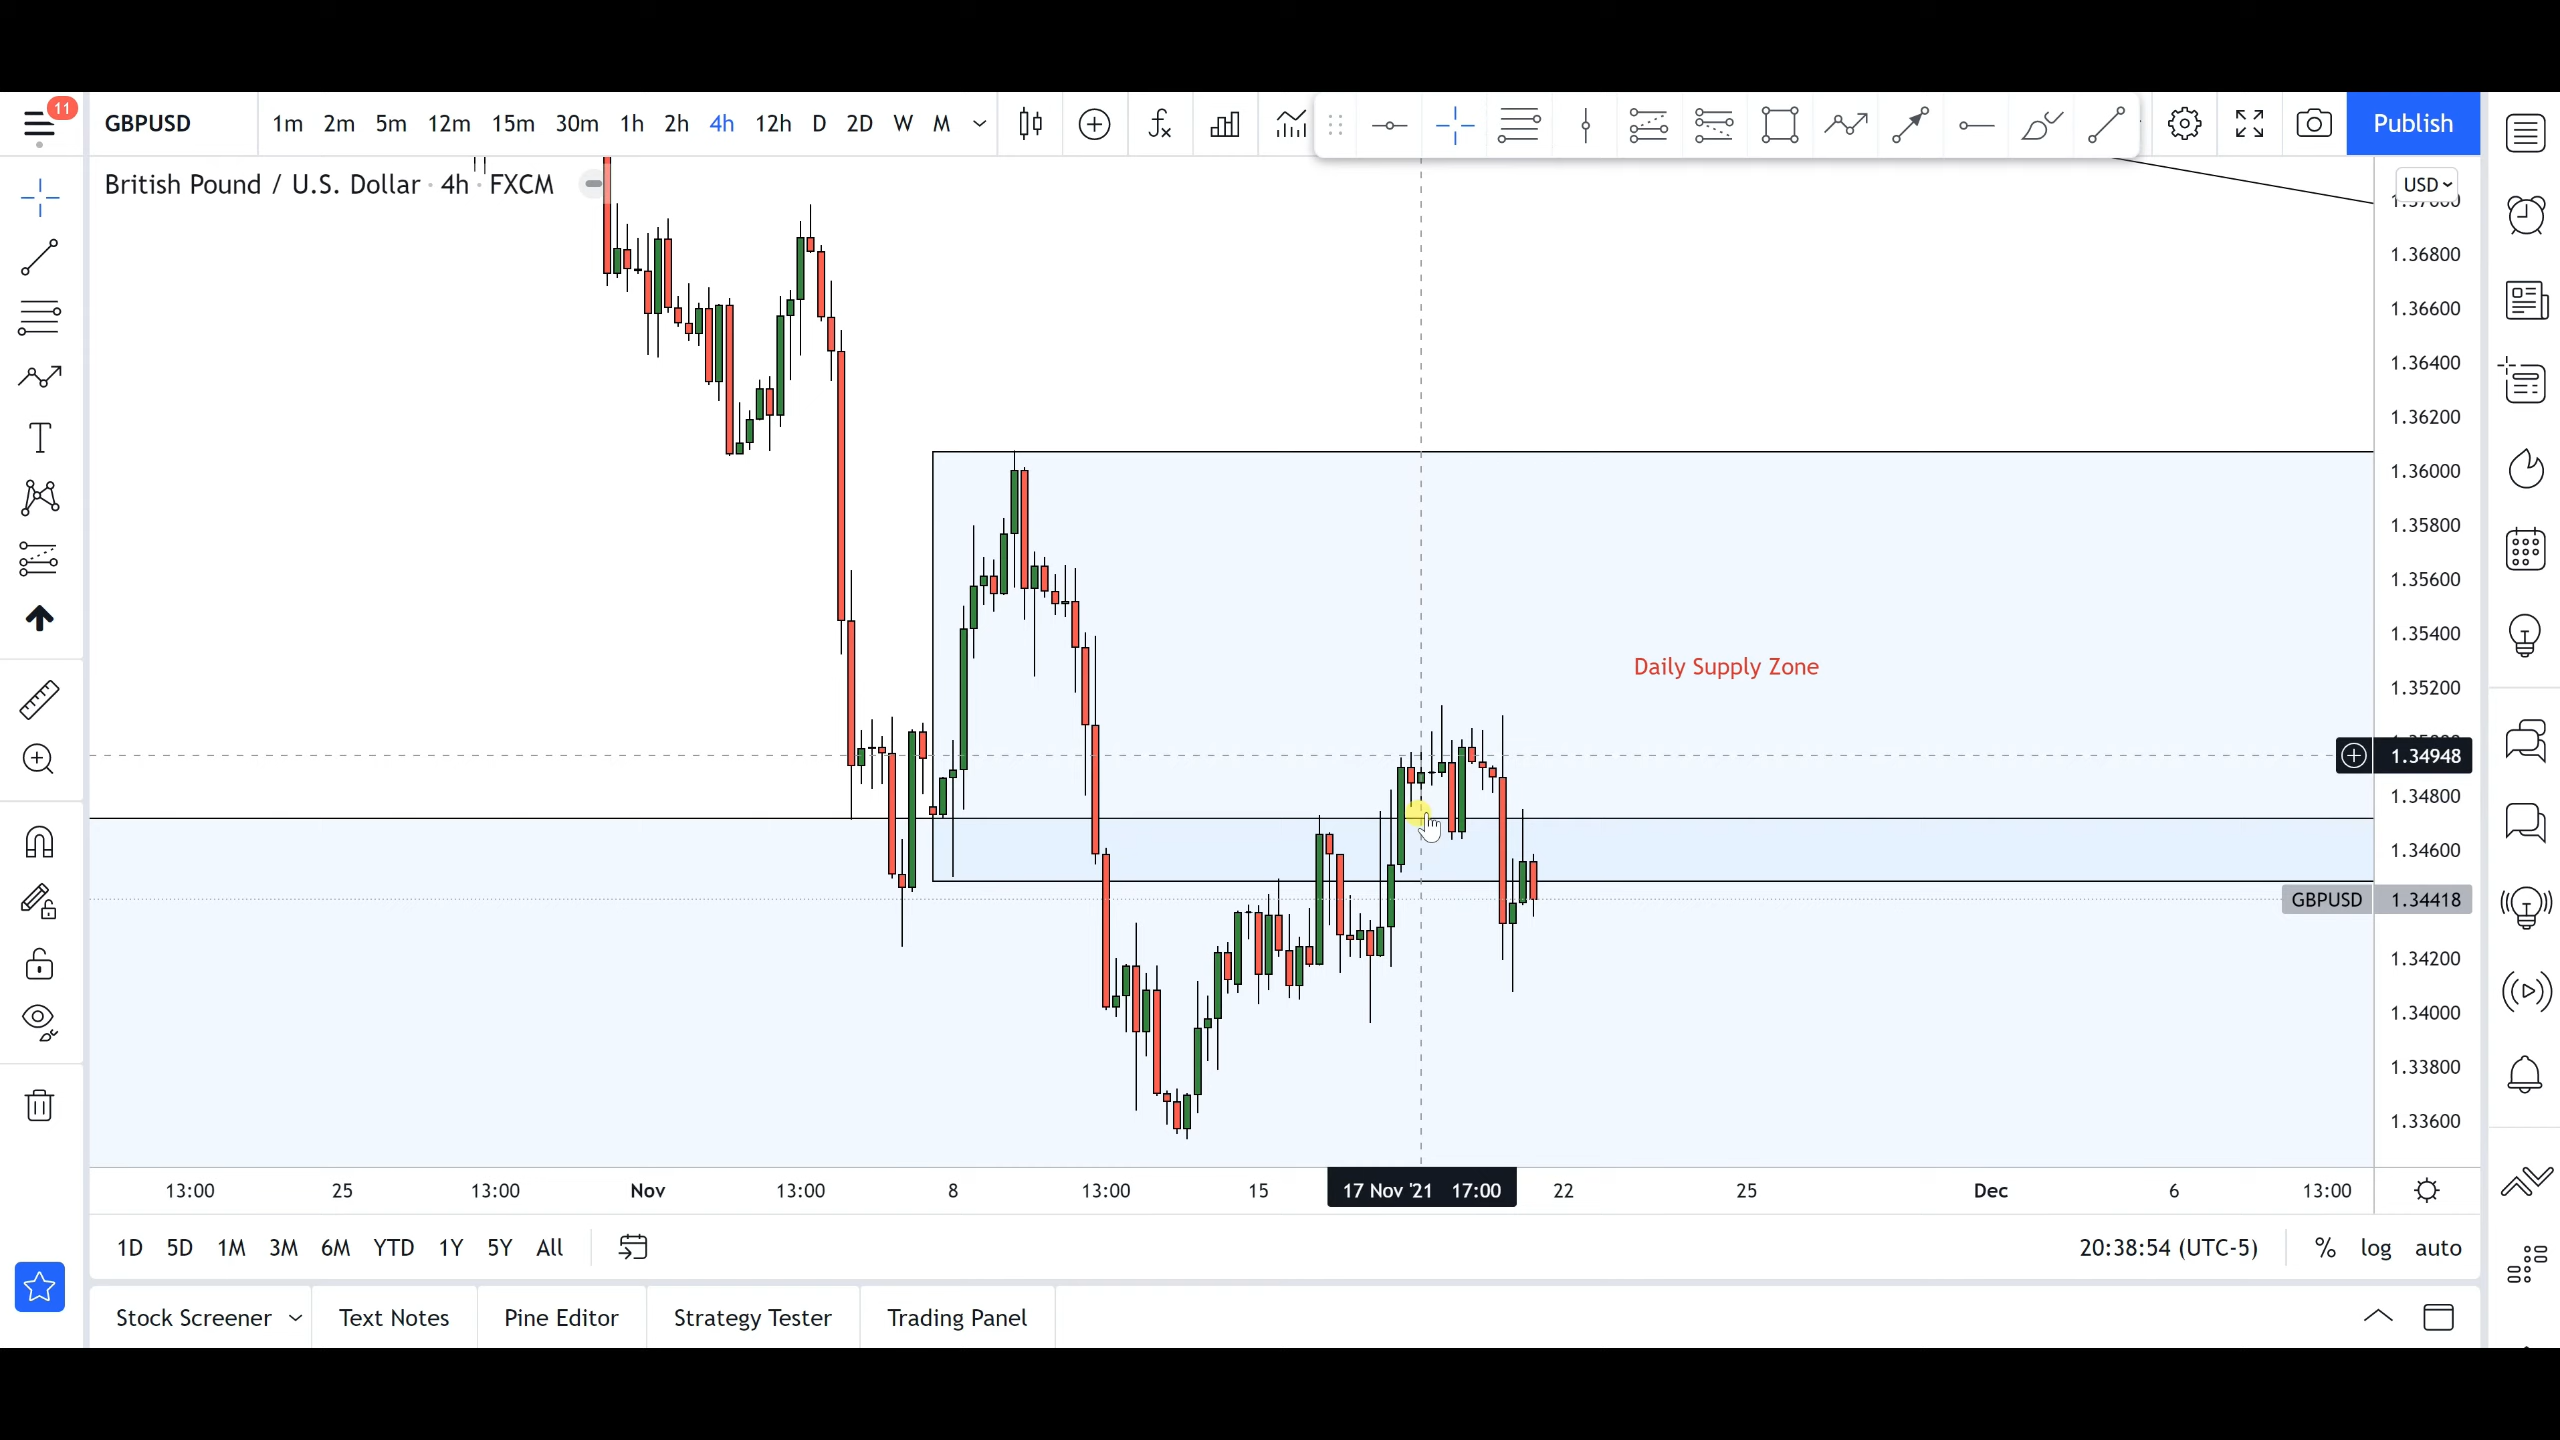 11
GBPUSD 1m 2m 5m 12m 15m 30m 1h 2h 4h 12h D 2D W M Publish
British Pound / U.S. Dollar · 4h · FXCM
USD
1.36800
1.36600
1.36400
1.36200
1.36000
1.35800
1.35600
1.35400
Daily Supply Zone
1.35200
1.34948
1.34800
1.34600
GBPUSD 1.34418
1.34200
1.34000
1.33800
1.33600
13:00 25 13:00 Nov 13:00 8 13:00 15 17 Nov '21 17:00 22 25 Dec 6 13:00
1D 5D 1M 3M 6M YTD 1Y 5Y All 20:38:54 (UTC-5) % log auto
Stock Screener Text Notes Pine Editor Strategy Tester Trading Panel